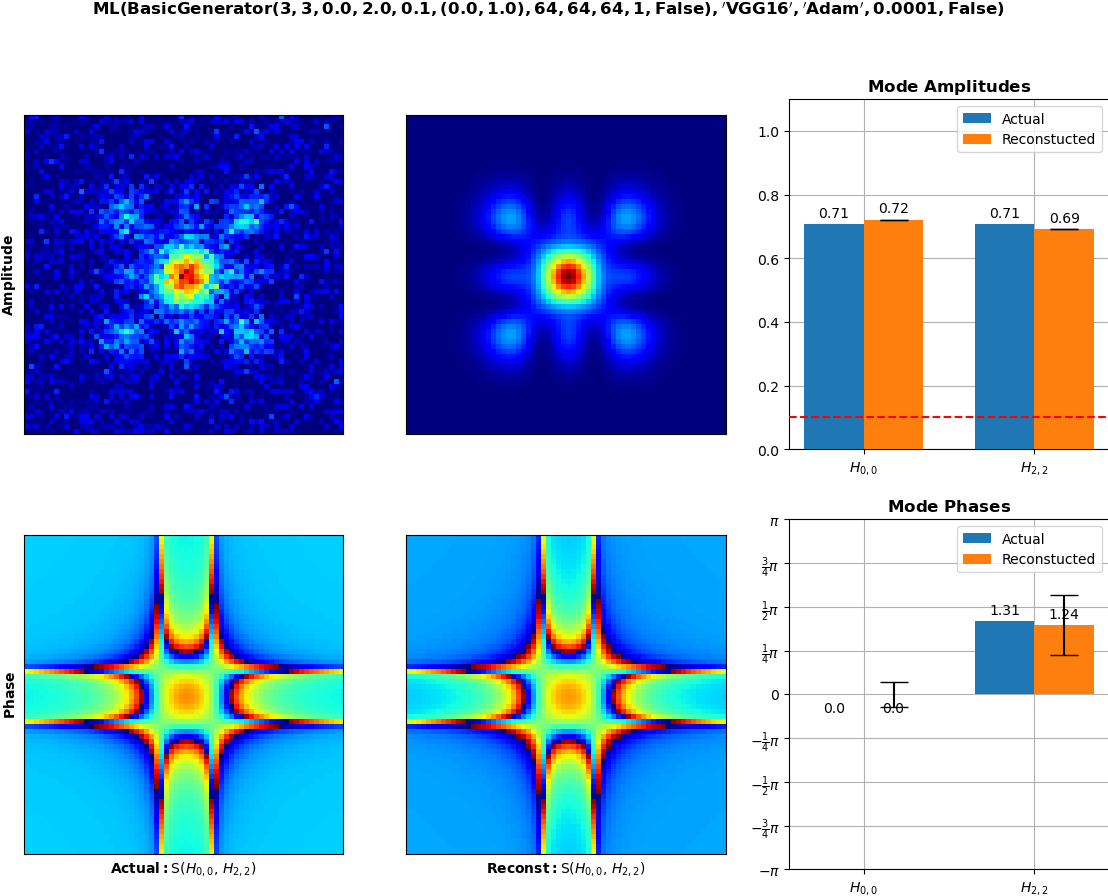 ML(BasicGenerator(3, 3, 0.0, 2.0, 0.1, (0.0, 1.0), 64, 64, 64, 1, False), ′VGG16′, ′Adam′, 0.0001, False)
Mode Amplitudes
Actual
Reconstucted
1.0
0.8
0.6
0.4
0.2
0.0
0.71
0.72
0.71
0.69
H0, 0
H2, 2
Amplitude
Mode Phases
Actual
Reconstucted
π
3/4π
1/2π
1/4π
0
−1/4π
−1/2π
−3/4π
−π
0.0
0.0
1.31
1.24
H0, 0
H2, 2
Phase
Actual: S(H0, 0, H2, 2)
Reconst: S(H0, 0, H2, 2)